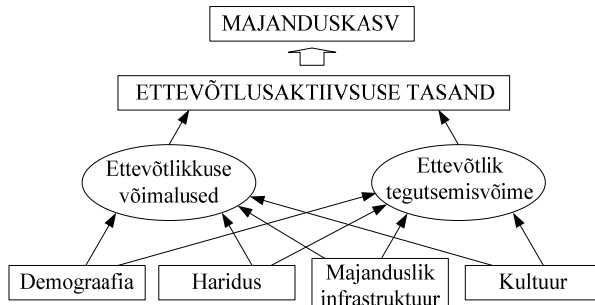 MAJANDUSKASV
ETTEVÕTLUSAKTIIVSUSE TASAND
Ettevõtlikkuse
võimalused
Ettevõtlik
tegutsemisvõime
Demograafia
Haridus
Majanduslik
infrastruktuur
Kultuur